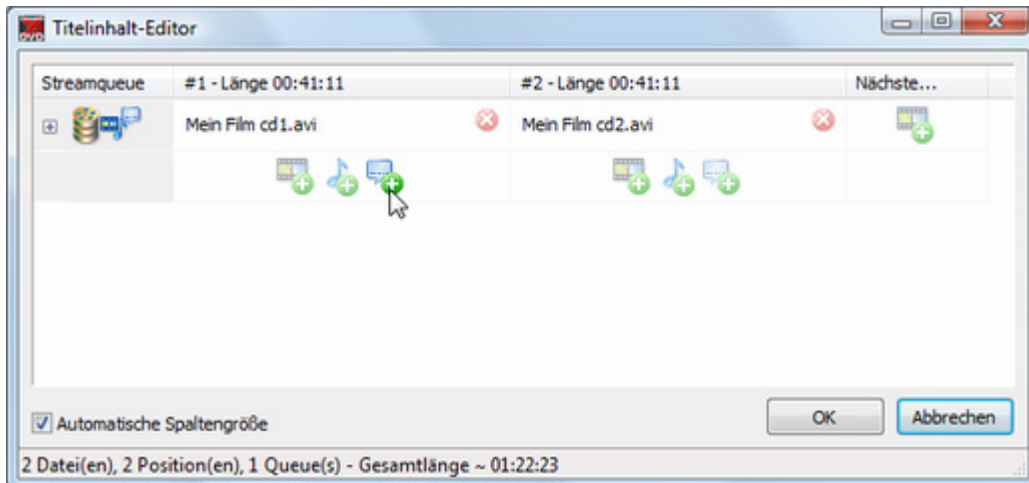 Titelinhalt-Editor
Streamqueue #1 - Länge 00:41:11 #2 - Länge 00:41:11 Nächste...
Mein Film cd1.avi Mein Film cd2.avi
Automatische Spaltengröße
OK Abbrechen
2 Datei(en), 2 Position(en), 1 Queue(s) - Gesamtlänge ~ 01:22:23